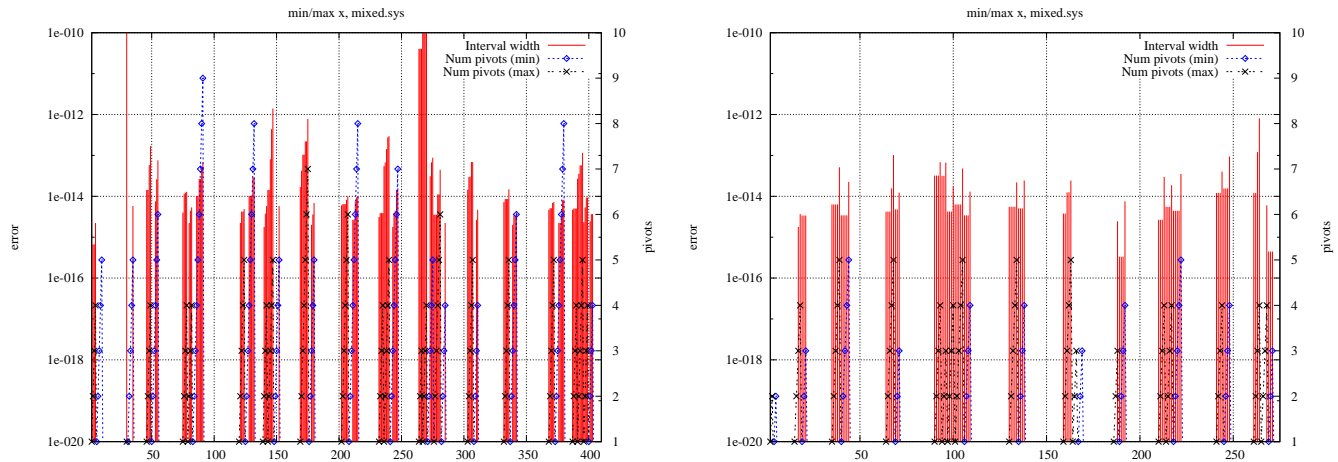 min/max x, mixed.sys
1e-010
1e-012
1e-014
1e-016
1e-018
1e-020
error
50
100
150
200
250
300
350
400
10
9
8
7
6
5
4
3
2
1
pivots
Interval width
Num pivots (min)
Num pivots (max)
min/max x, mixed.sys
1e-010
1e-012
1e-014
1e-016
1e-018
1e-020
error
50
100
150
200
250
10
9
8
7
6
5
4
3
2
1
pivots
Interval width
Num pivots (min)
Num pivots (max)